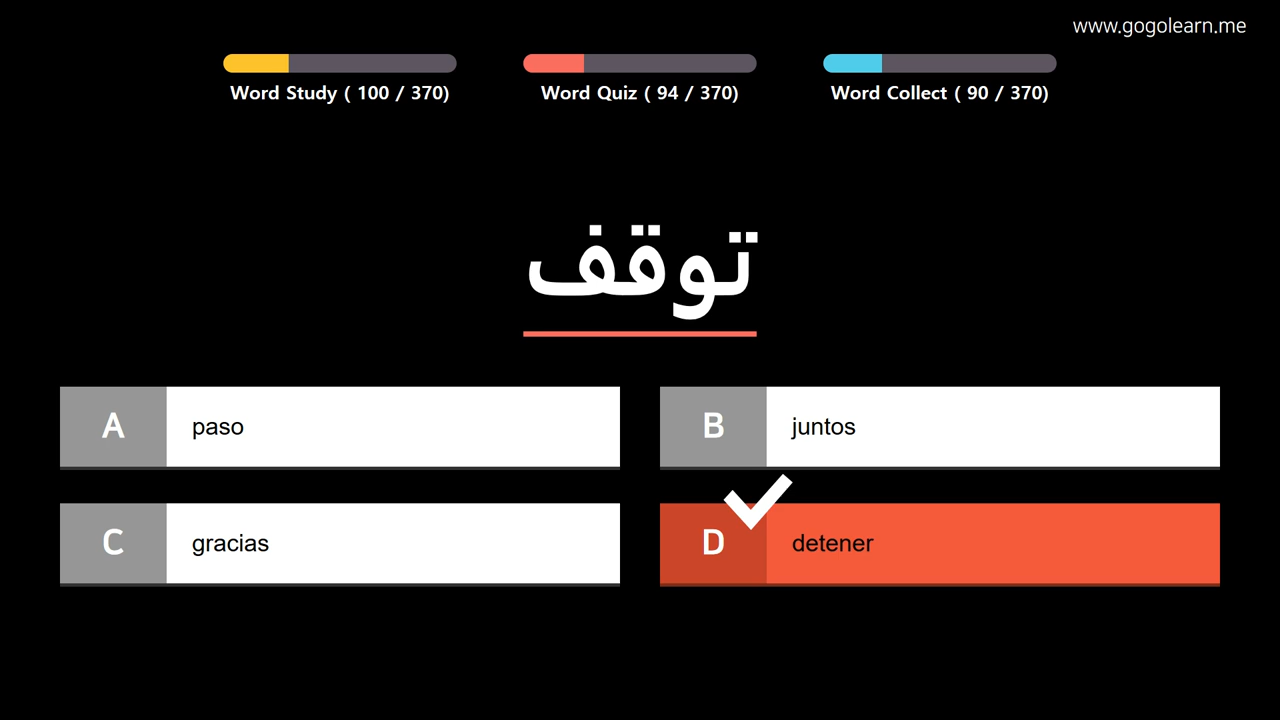 www.gogolearn.me
Word Study ( 100 / 370)
Word Quiz ( 94 / 370)
Word Collect ( 90 / 370)
توقف
A paso
B juntos
C gracias
D detener